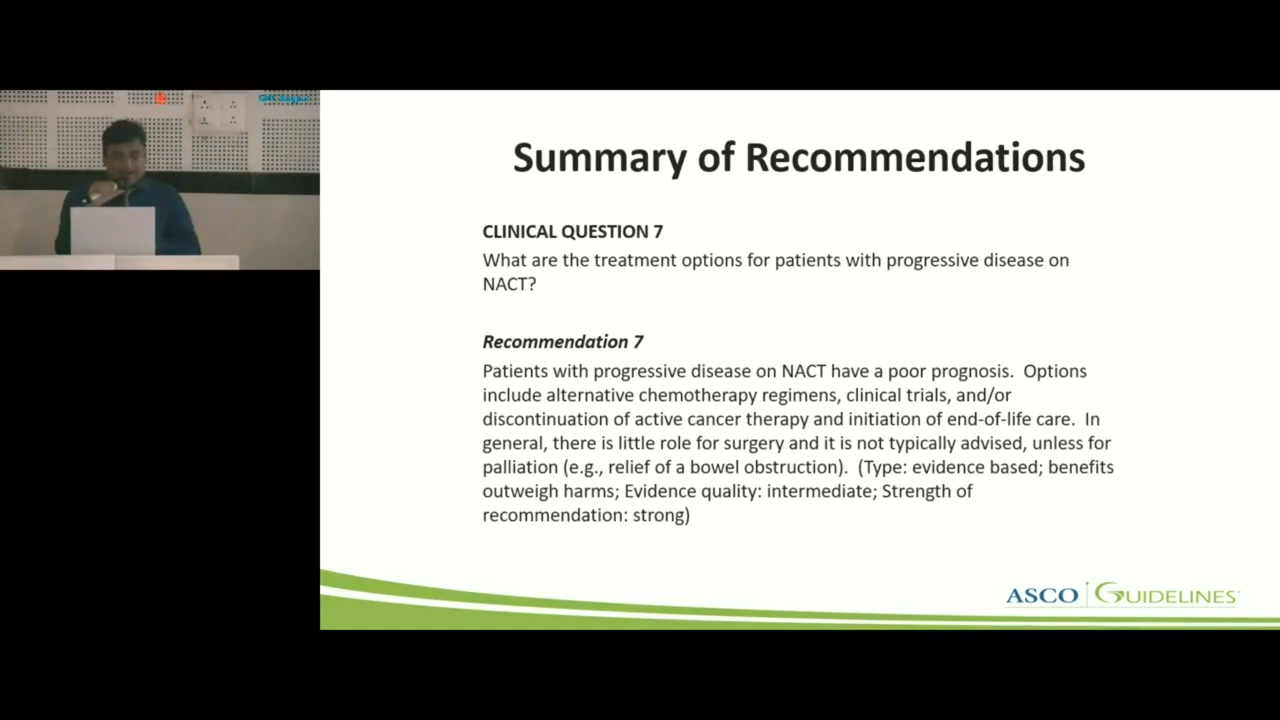 Summary of Recommendations
CLINICAL QUESTION 7
What are the treatment options for patients with progressive disease on
NACT?
Recommendation 7
Patients with progressive disease on NACT have a poor prognosis. Options
include alternative chemotherapy regimens, clinical trials, and/or
discontinuation of active cancer therapy and initiation of end-of-life care. In
general, there is little role for surgery and it is not typically advised, unless for
palliation (e.g., relief of a bowel obstruction). (Type: evidence based; benefits
outweigh harms; Evidence quality: intermediate; Strength of
recommendation: strong)
ASCO GUIDELINES